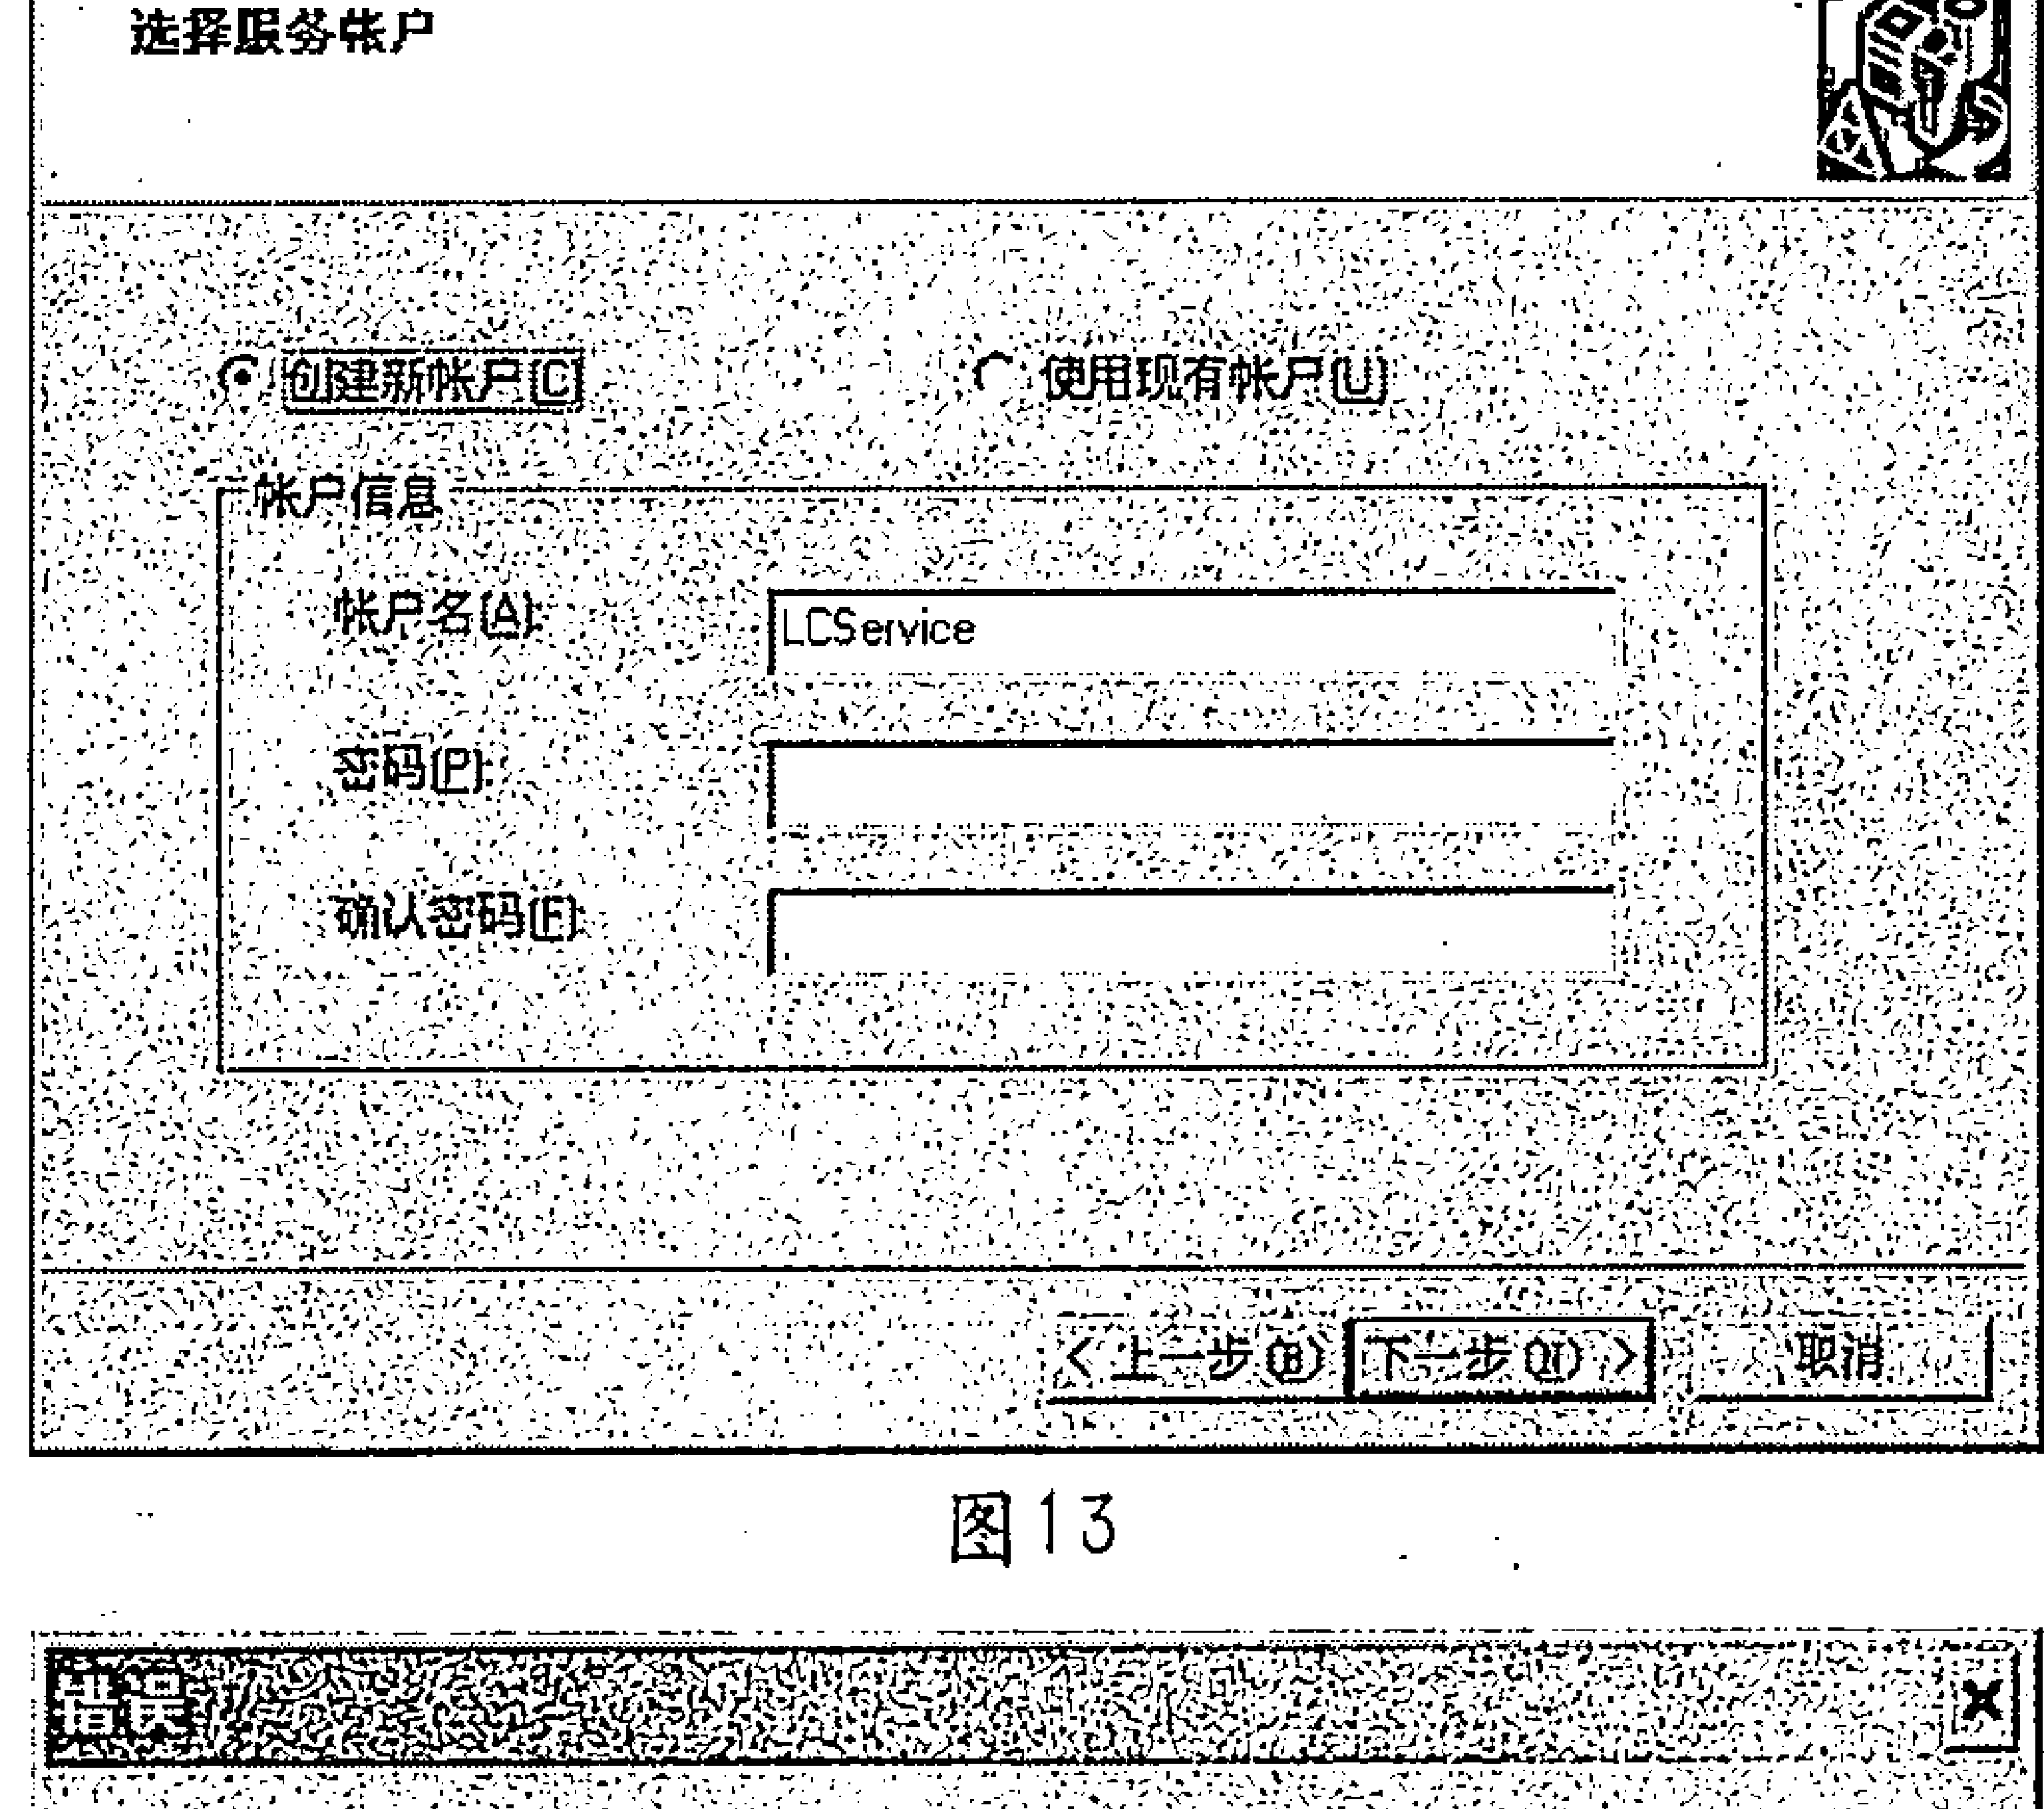 选择服务帐户
创建新帐户(C) 使用现有帐户(U)
帐户信息
帐户名(A): LCService
密码(P):
确认密码(F):
< 上一步(B) 下一步(N) > 取消
图13
错误